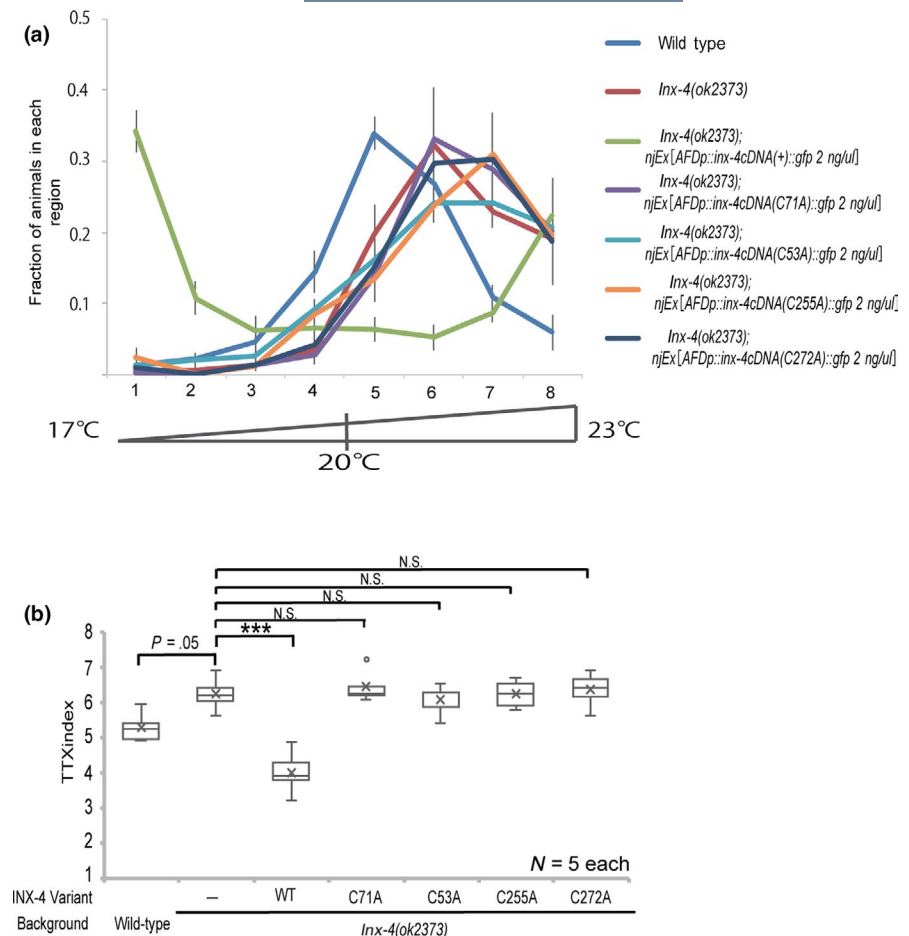 (a)
0.5
0.4
0.3
0.2
0.1
Fraction of animals in each
region
1 2 3 4 5 6 7 8
17℃
20℃
23℃
Wild type
Inx-4(ok2373)
Inx-4(ok2373);
njEx[AFDp::inx-4cDNA(+)::gfp 2 ng/ul]
Inx-4(ok2373);
njEx[AFDp::inx-4cDNA(C71A)::gfp 2 ng/ul]
Inx-4(ok2373);
njEx[AFDp::inx-4cDNA(C53A)::gfp 2 ng/ul]
Inx-4(ok2373);
njEx[AFDp::inx-4cDNA(C255A)::gfp 2 ng/ul]
Inx-4(ok2373);
njEx[AFDp::inx-4cDNA(C272A)::gfp 2 ng/ul]
(b)
N.S.
N.S.
N.S.
N.S.
***
P = .05
8
7
6
5
4
3
2
1
TTXindex
N = 5 each
INX-4 Variant — WT C71A C53A C255A C272A
Background Wild-type Inx-4(ok2373)